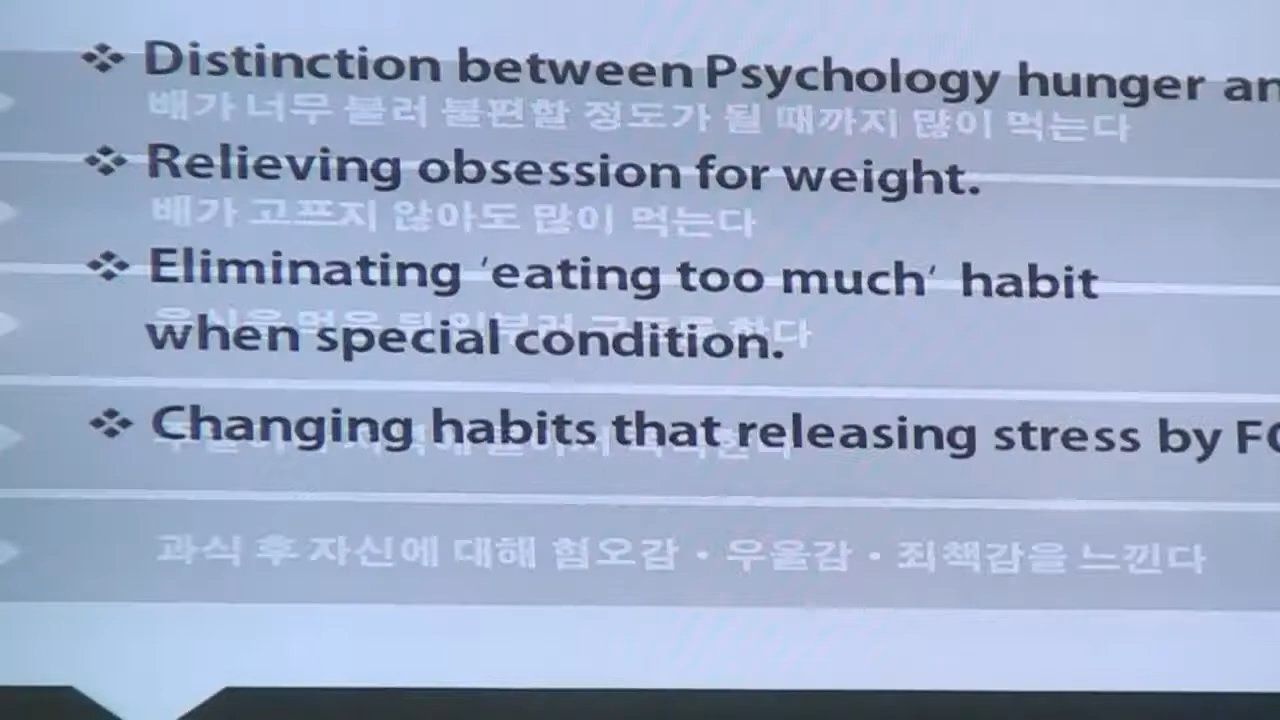 ❖ Distinction between Psychology hunger an
배가 너무 불러 불편할 정도가 될 때까지 많이 먹는다
❖ Relieving obsession for weight.
배가 고프지 않아도 많이 먹는다
❖ Eliminating 'eating too much' habit
when special condition.
❖ Changing habits that releasing stress by
과식 후 자신에 대해 혐오감 · 우울감 · 죄책감을 느낀다